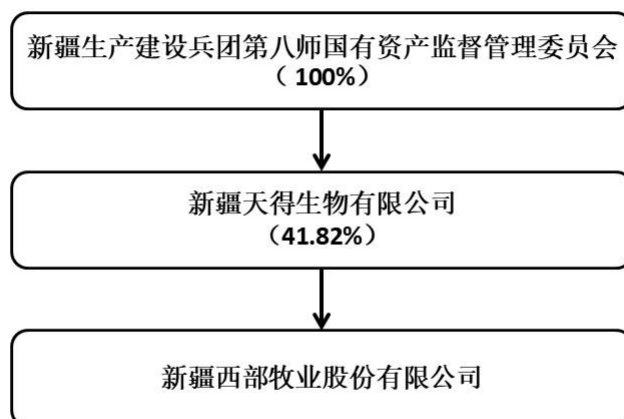 新疆生产建设兵团第八师国有资产监督管理委员会
（ 100%）
新疆天得生物有限公司
（41.82%）
新疆西部牧业股份有限公司